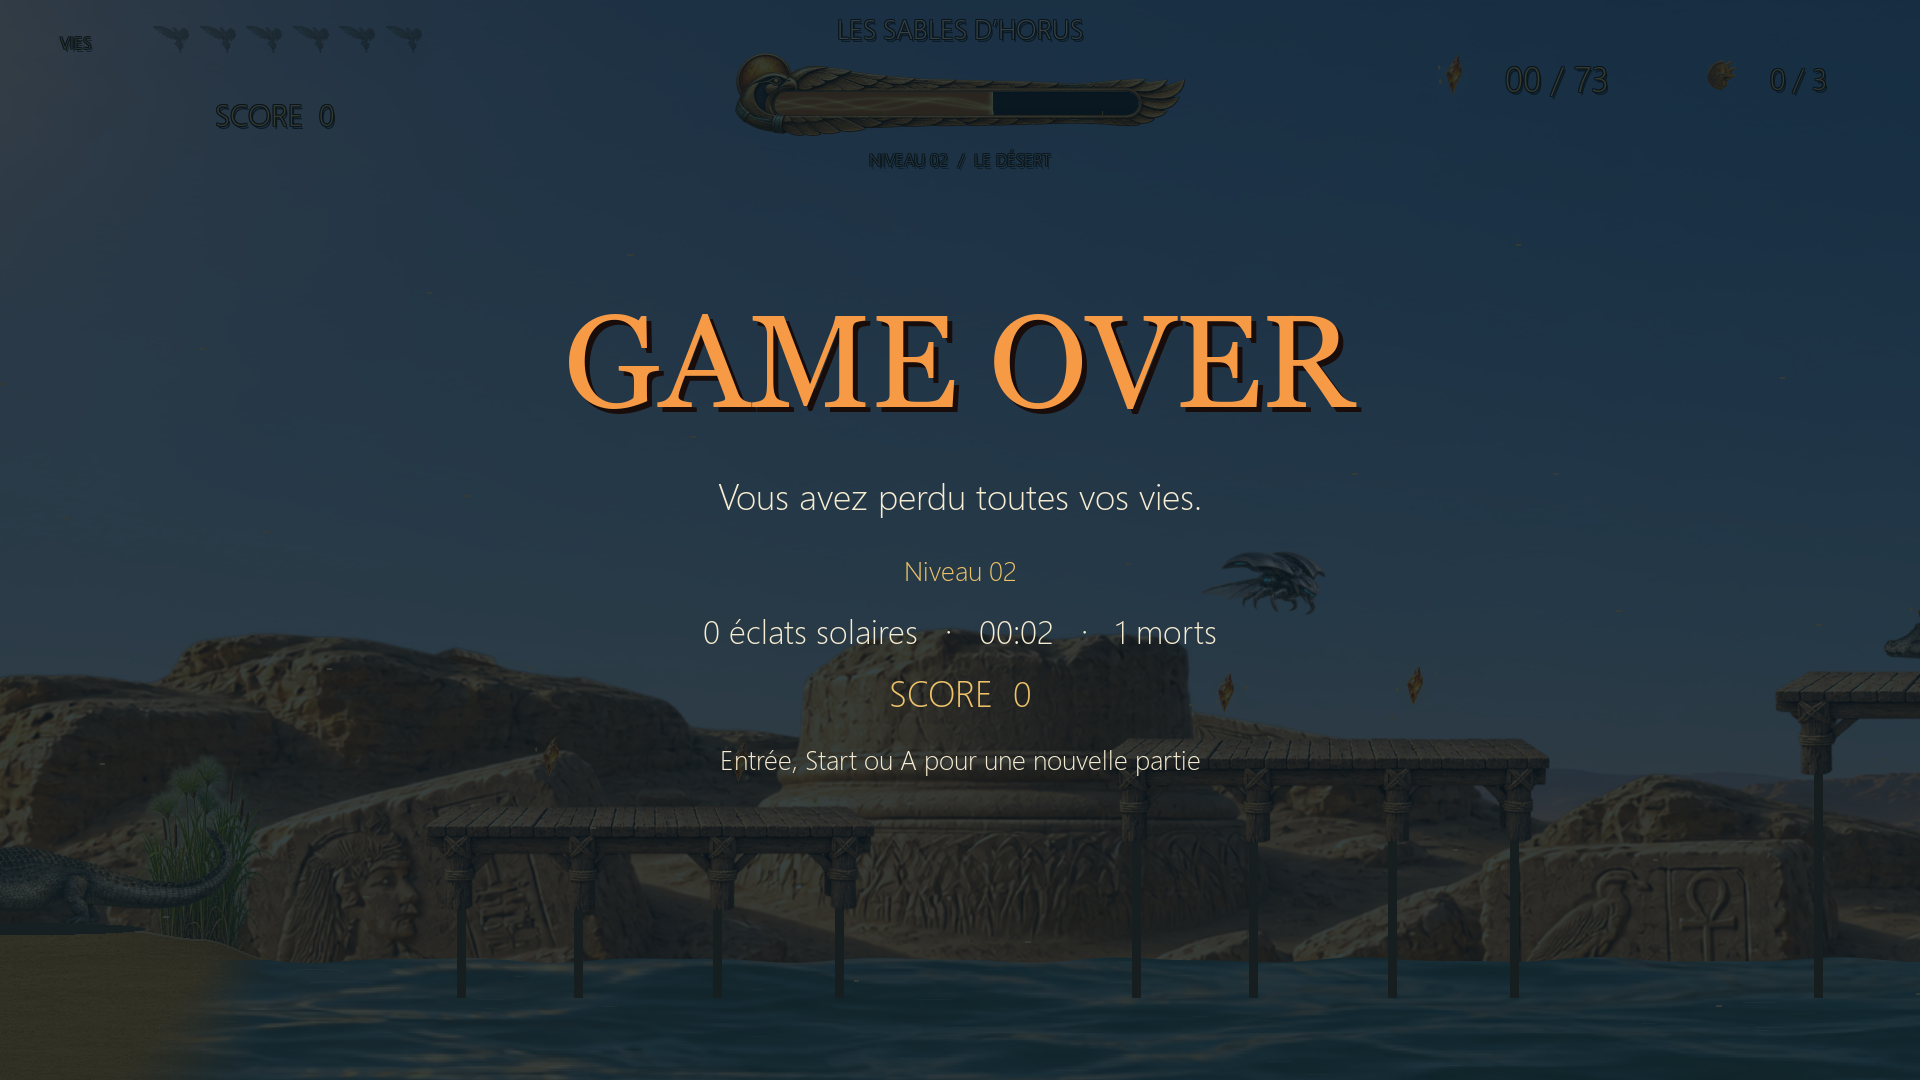 LES SABLES D'HORUS
VIES
00 / 73
0 / 3
SCORE 0
NIVEAU 02 / LE DÉSERT
GAME OVER
Vous avez perdu toutes vos vies.
Niveau 02
0 éclats solaires · 00:02 · 1 morts
SCORE 0
Entrée, Start ou A pour une nouvelle partie